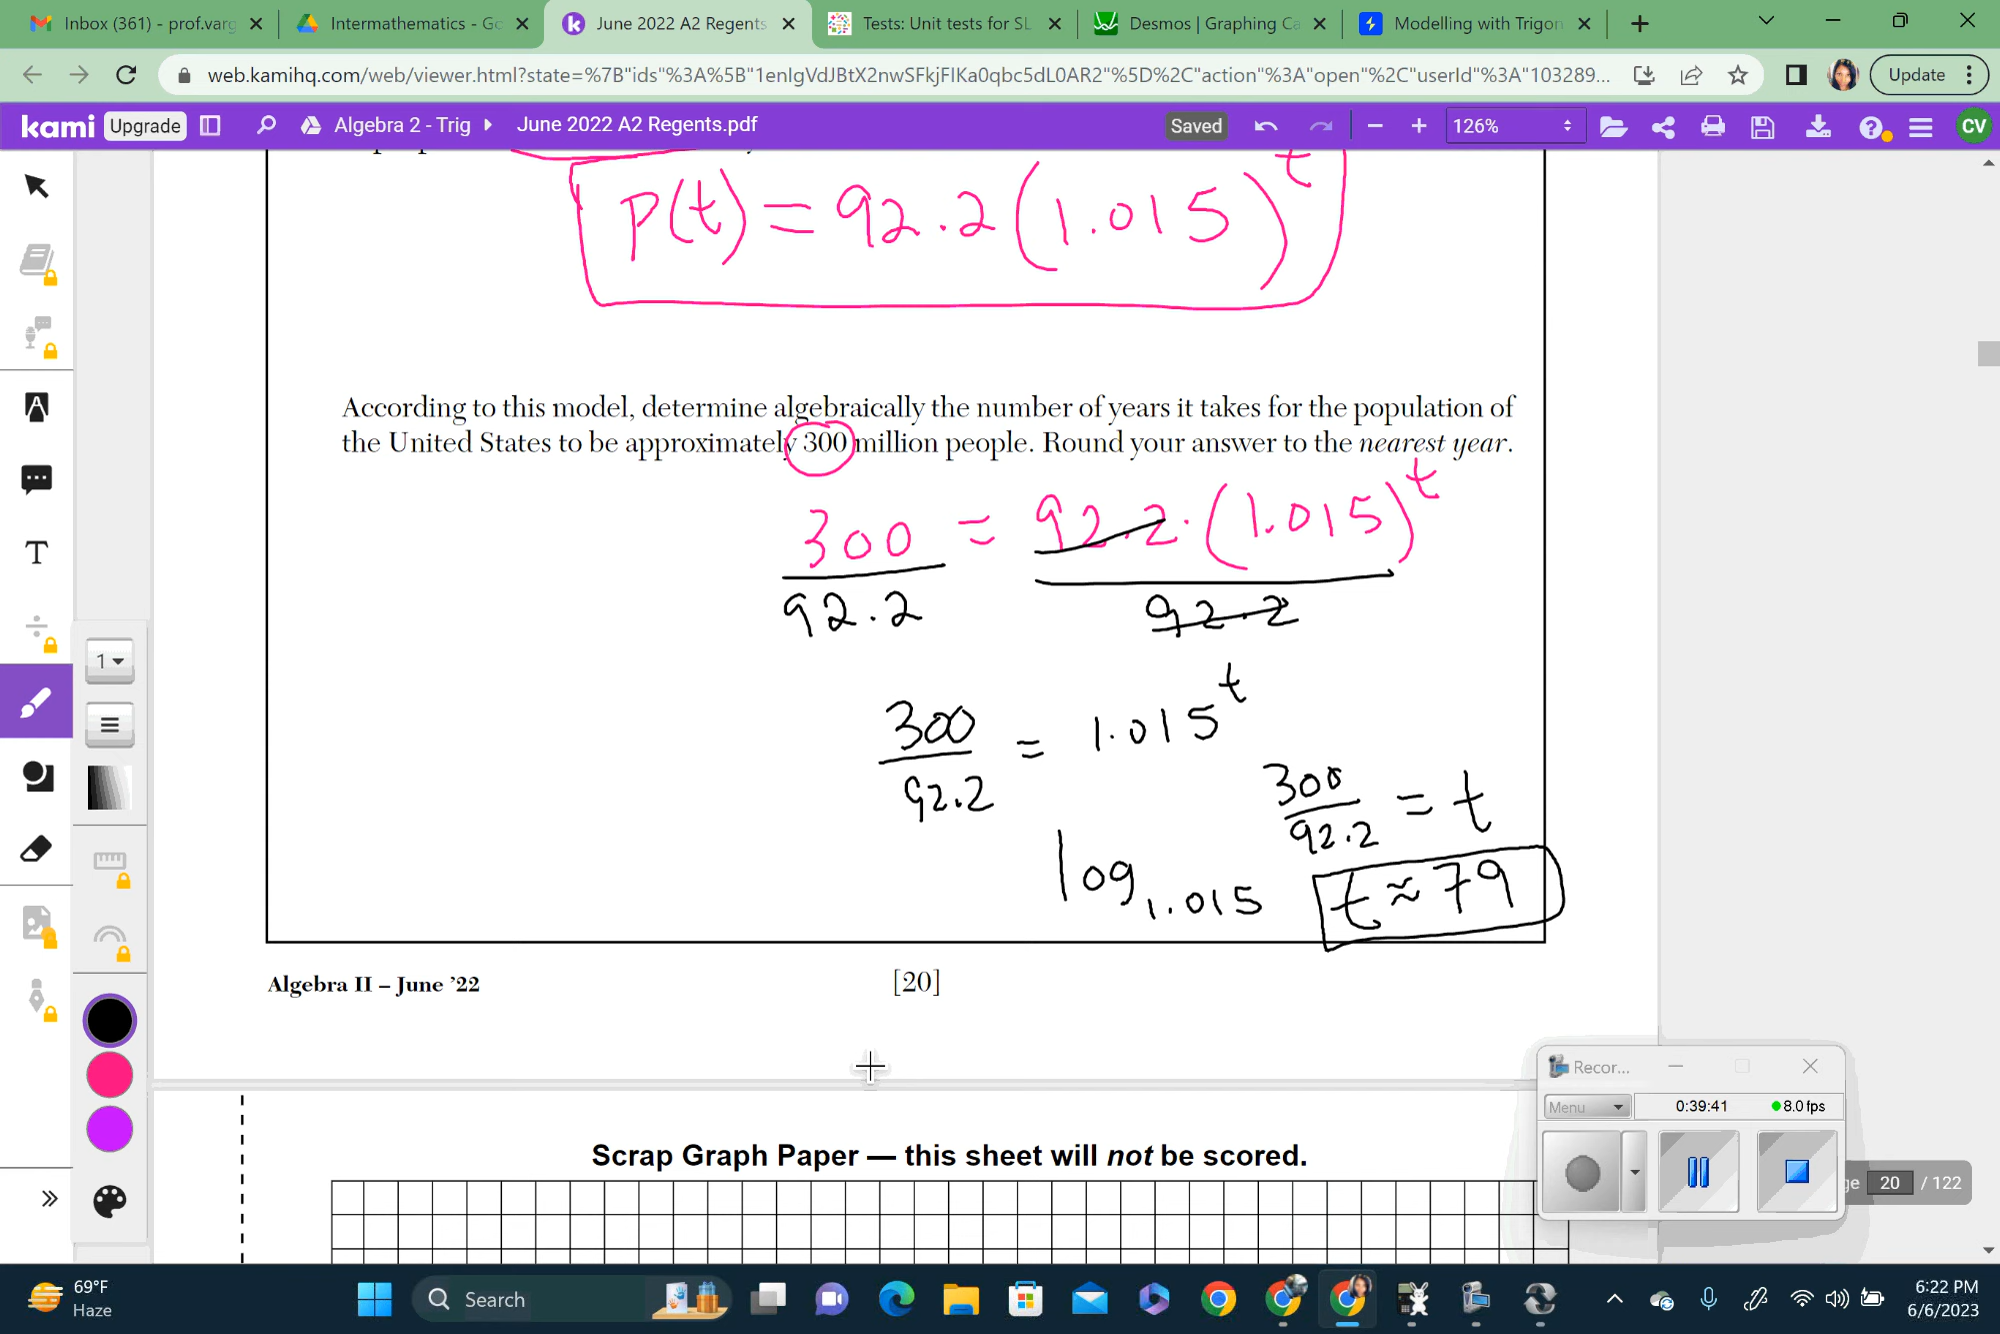 Inbox (361) - prof.varg
Intermathematics - Go
June 2022 A2 Regents
Tests: Unit tests for SL
Desmos | Graphing Ca
Modelling with Trigon
web.kamihq.com/web/viewer.html?state=%7B"ids"%3A%5B"1enIgVdJBtX2nwSFkjFIKa0qbc5dL0AR2"%5D%2C"action"%3A"open"%2C"userId"%3A"103289...
Update
kami Upgrade
Algebra 2 - Trig
June 2022 A2 Regents.pdf
Saved
126%
CV
P(t) = 92.2(1.015)^t
According to this model, determine algebraically the number of years it takes for the population of
the United States to be approximately 300 million people. Round your answer to the nearest year.
300 = 92.2 · (1.015)^t
92.2 92.2
300 = 1.015^t
92.2
log 1.015 300/92.2 = t
t ≈ 79
Algebra II – June ’22
[20]
Scrap Graph Paper — this sheet will not be scored.
T
1
Recor...
Menu
0:39:41
8.0 fps
ge 20 / 122
69°F
Haze
Search
6:22 PM
6/6/2023